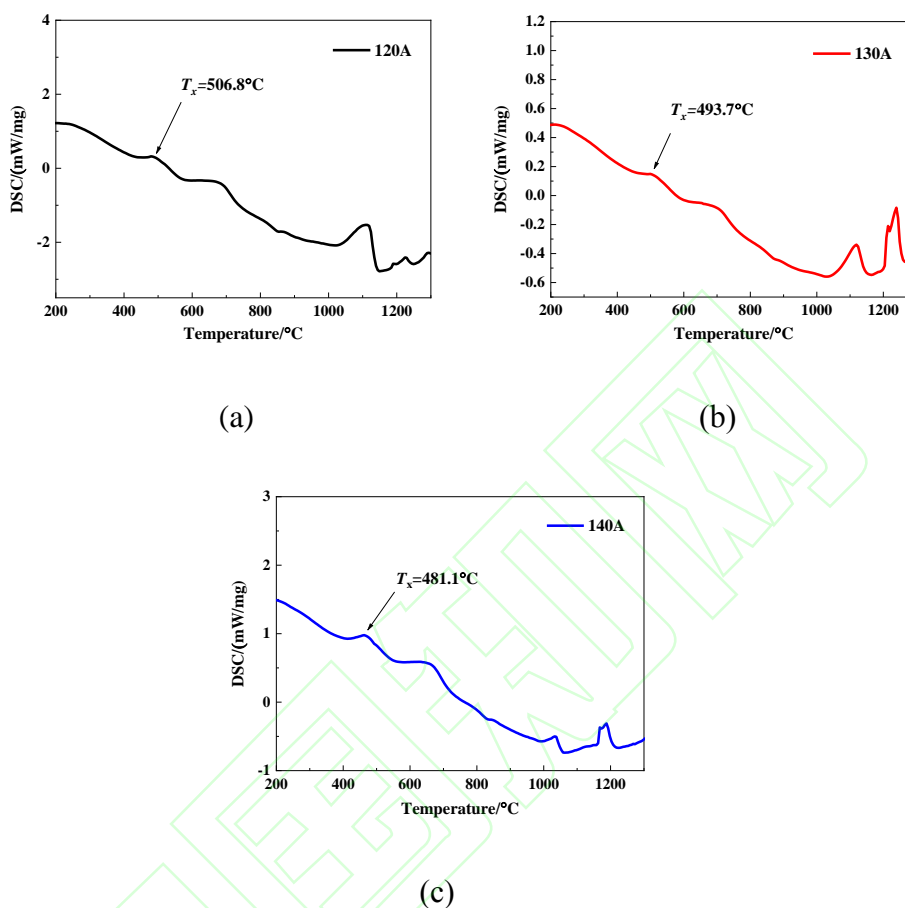 4
2
0
-2
-4
200
400
600
800
1000
1200
DSC/(mW/mg)
Temperature/°C
120A
Tx=506.8°C
(a)
1.2
1.0
0.8
0.6
0.4
0.2
0.0
-0.2
-0.4
-0.6
200
400
600
800
1000
1200
DSC/(mW/mg)
Temperature/°C
130A
Tx=493.7°C
(b)
3
2
1
0
-1
200
400
600
800
1000
1200
DSC/(mW/mg)
Temperature/°C
140A
Tx=481.1°C
(c)